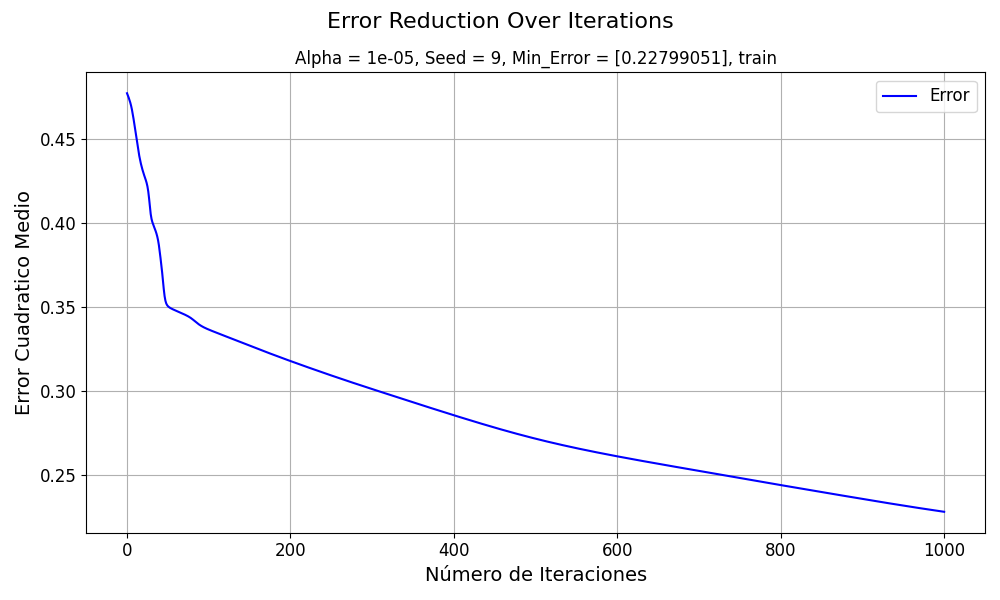 Error Reduction Over Iterations
Alpha = 1e-05, Seed = 9, Min_Error = [0.22799051], train
Error
Error Cuadratico Medio
0.45
0.40
0.35
0.30
0.25
0 200 400 600 800 1000
Número de Iteraciones